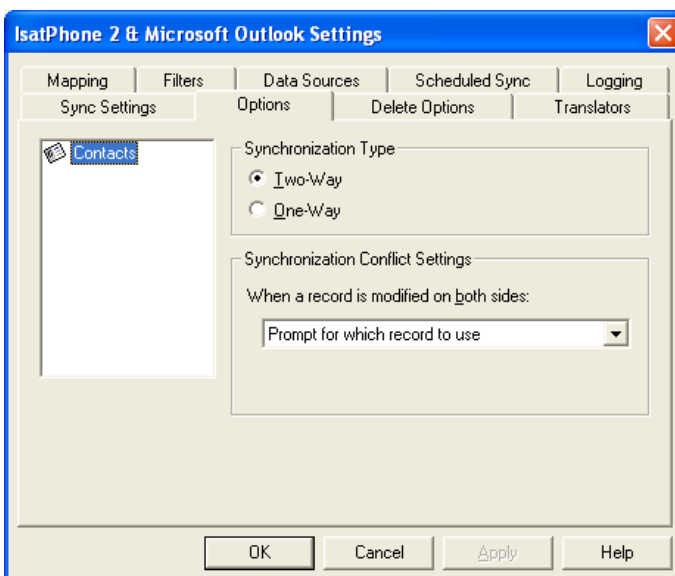 IsatPhone 2 & Microsoft Outlook Settings
Mapping Filters Data Sources Scheduled Sync Logging
Sync Settings Options Delete Options Translators
Contacts
Synchronization Type
Two-Way
One-Way
Synchronization Conflict Settings
When a record is modified on both sides:
Prompt for which record to use
OK Cancel Apply Help